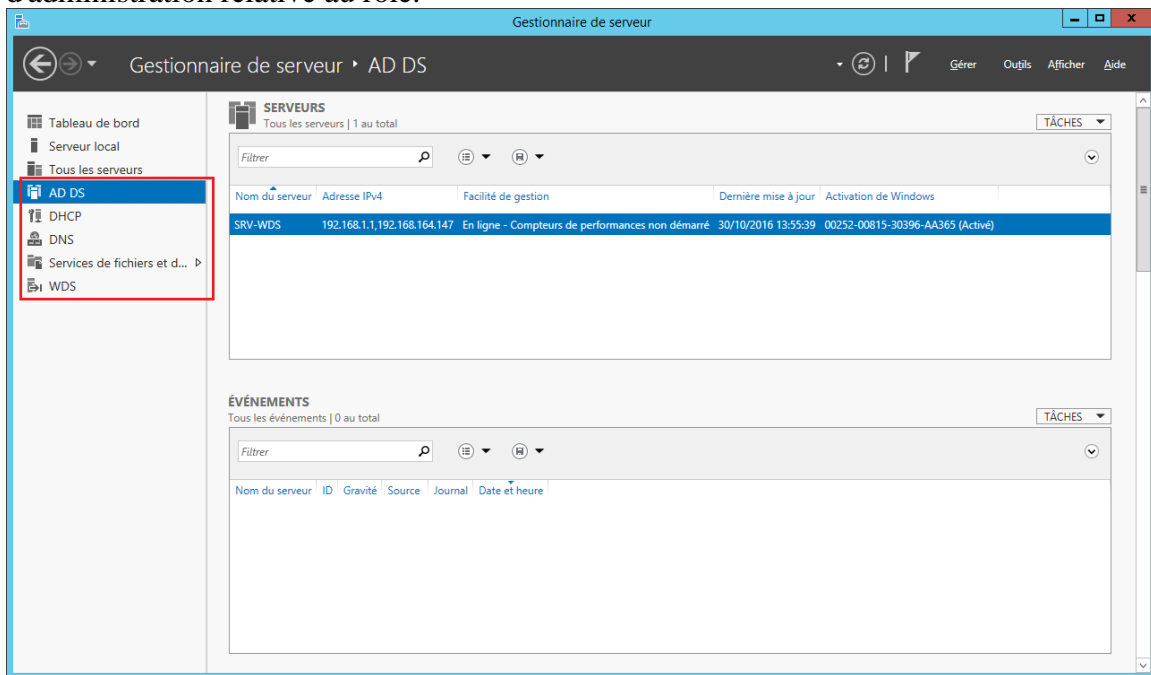 d'administration relative au rôle.
Gestionnaire de serveur
Gestionnaire de serveur ‣ AD DS
Gérer Outils Afficher Aide
Tableau de bord
Serveur local
Tous les serveurs
AD DS
DHCP
DNS
Services de fichiers et d...
WDS
SERVEURS
Tous les serveurs | 1 au total
TÂCHES
Filtrer
Nom du serveur Adresse IPv4 Facilité de gestion Dernière mise à jour Activation de Windows
SRV-WDS 192.168.1.1,192.168.164.147 En ligne - Compteurs de performances non démarré 30/10/2016 13:55:39 00252-00815-30396-AA365 (Activé)
ÉVÉNEMENTS
Tous les événements | 0 au total
TÂCHES
Filtrer
Nom du serveur ID Gravité Source Journal Date et heure